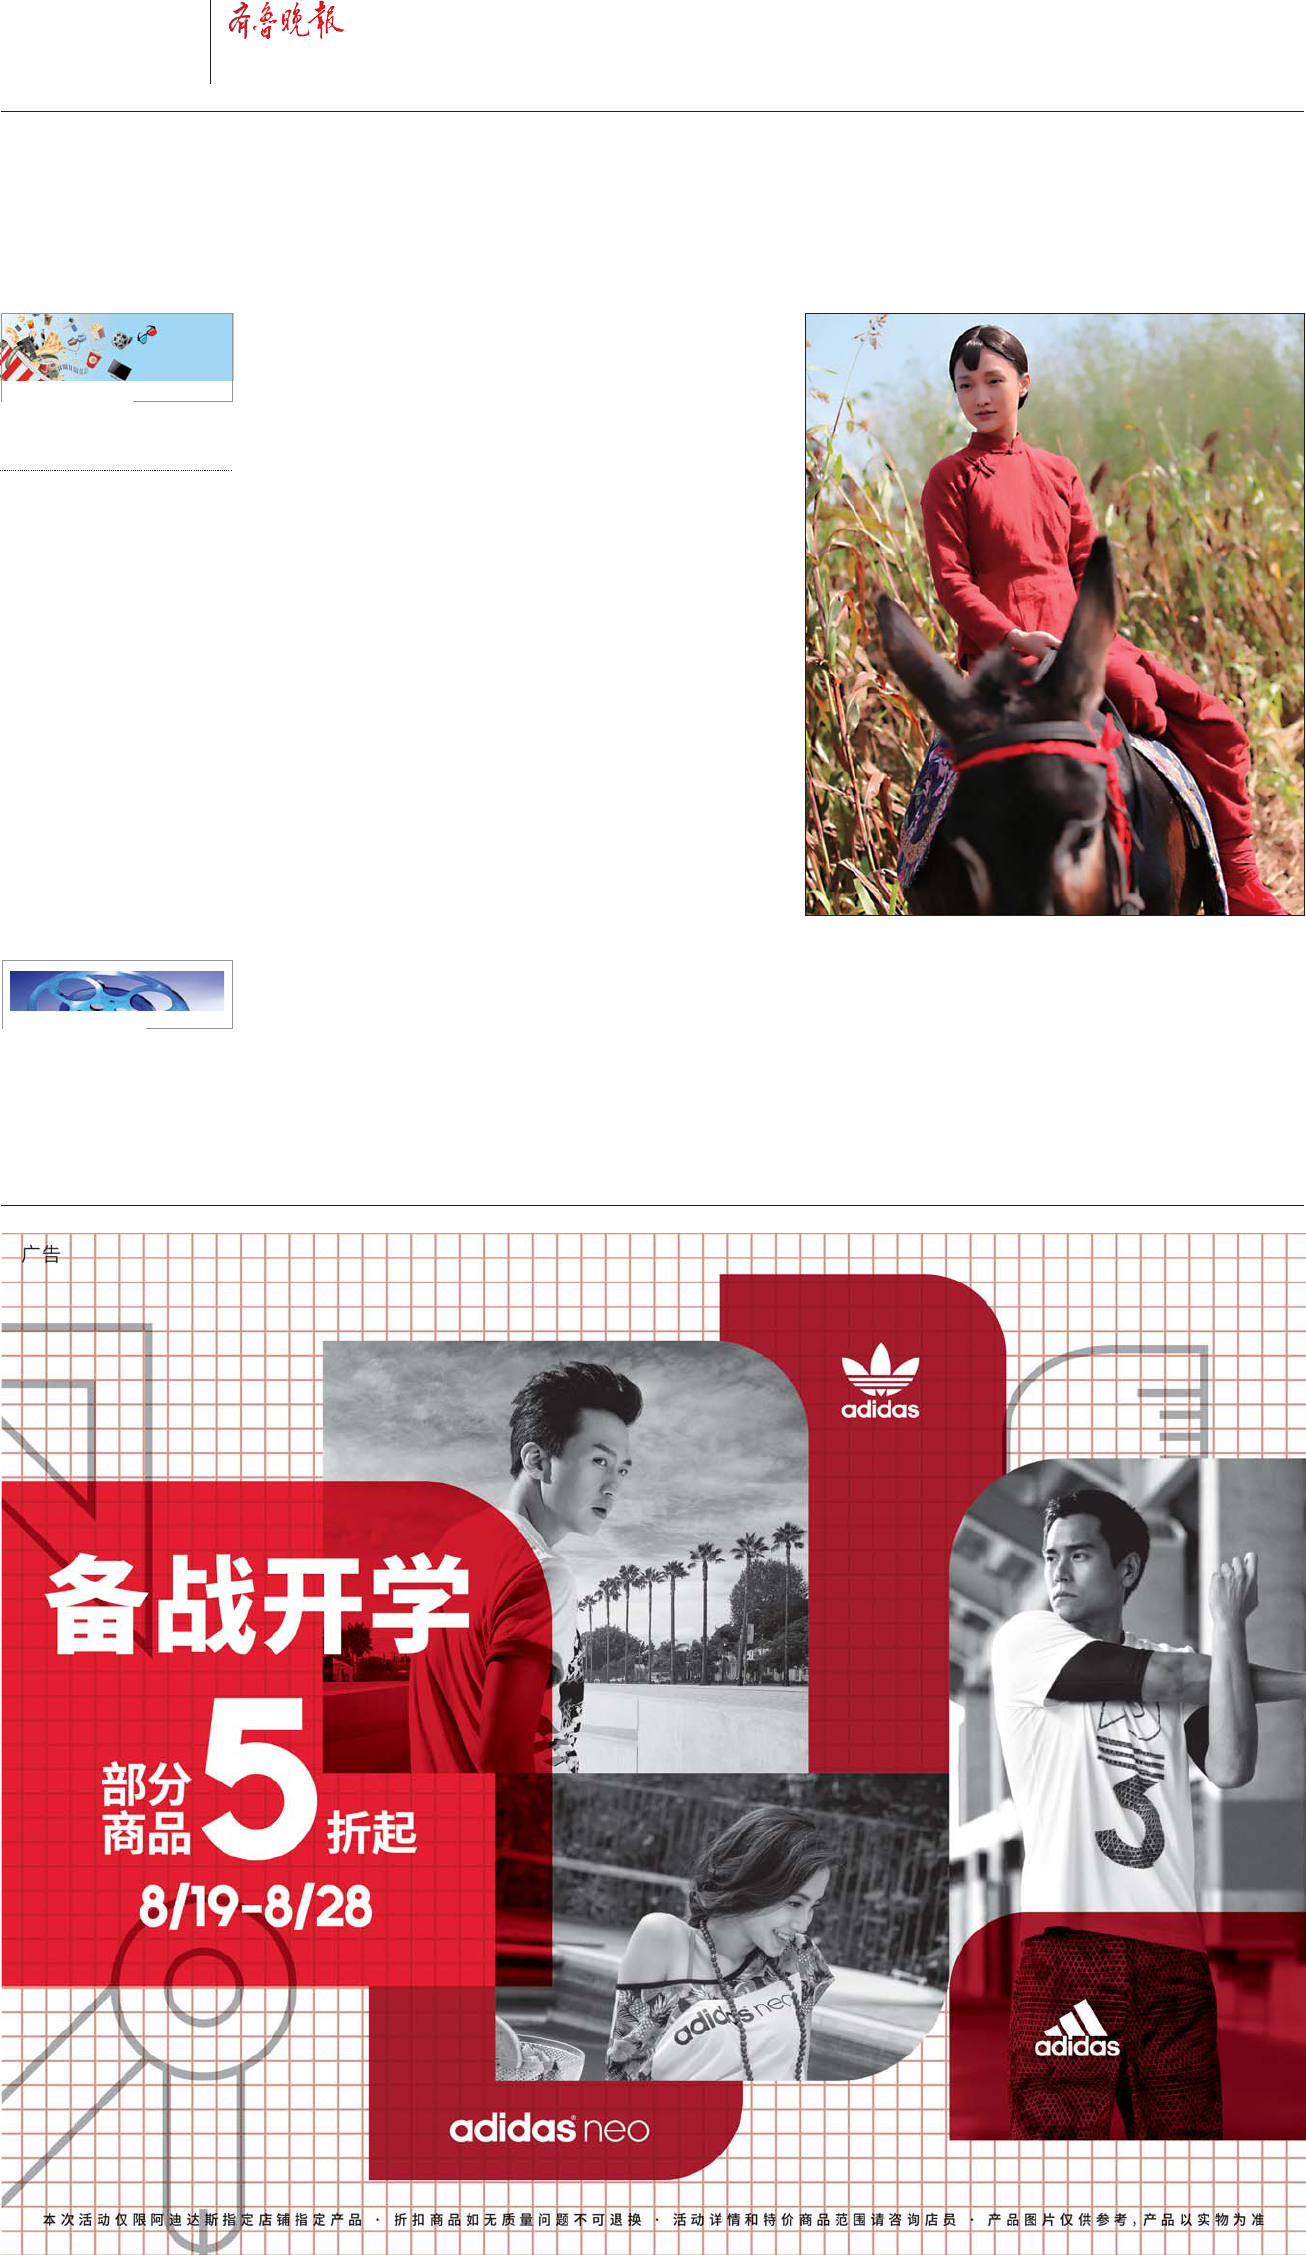 齐鲁晚报
广告
adidas
备战开学
部分
商品
5
折起
8/19-8/28
adidas neo
adidas
adidas neo
本次活动仅限阿迪达斯指定店铺指定产品 · 折扣商品如无质量问题不可退换 · 活动详情和特价商品范围请咨询店员 · 产品图片仅供参考,产品以实物为准